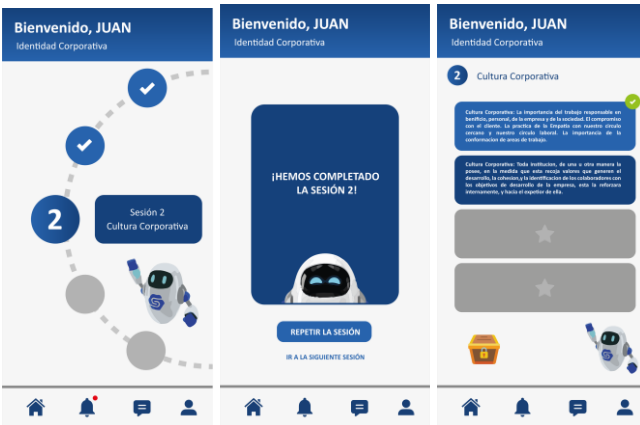 Bienvenido, JUAN
Identidad Corporativa
2
Sesión 2
Cultura Corporativa
Bienvenido, JUAN
Identidad Corporativa
¡HEMOS COMPLETADO
LA SESIÓN 2!
REPETIR LA SESIÓN
IR A LA SIGUIENTE SESIÓN
Bienvenido, JUAN
Identidad Corporativa
2 Cultura Corporativa
Cultura Corporativa: La importancia del trabajo responsable en
benificio, personal, de la empresa y de la sociedad. El compromiso
con el cliente. La practica de la Empatia con nuestro circulo
cercano y nuestro circulo laboral. La importancia de la
conformacion de areas de trabajo.
Cultura Corporativa: Toda institucion, de una u otra manera la
posee, en la medida que esta recoja valores que generen el
desarrollo, la cohesion,y la identificacion de los colaboradores con
los objetivos de desarrollo de la empresa, esta la reforzara
internamente, y hacia el expetior de ella.